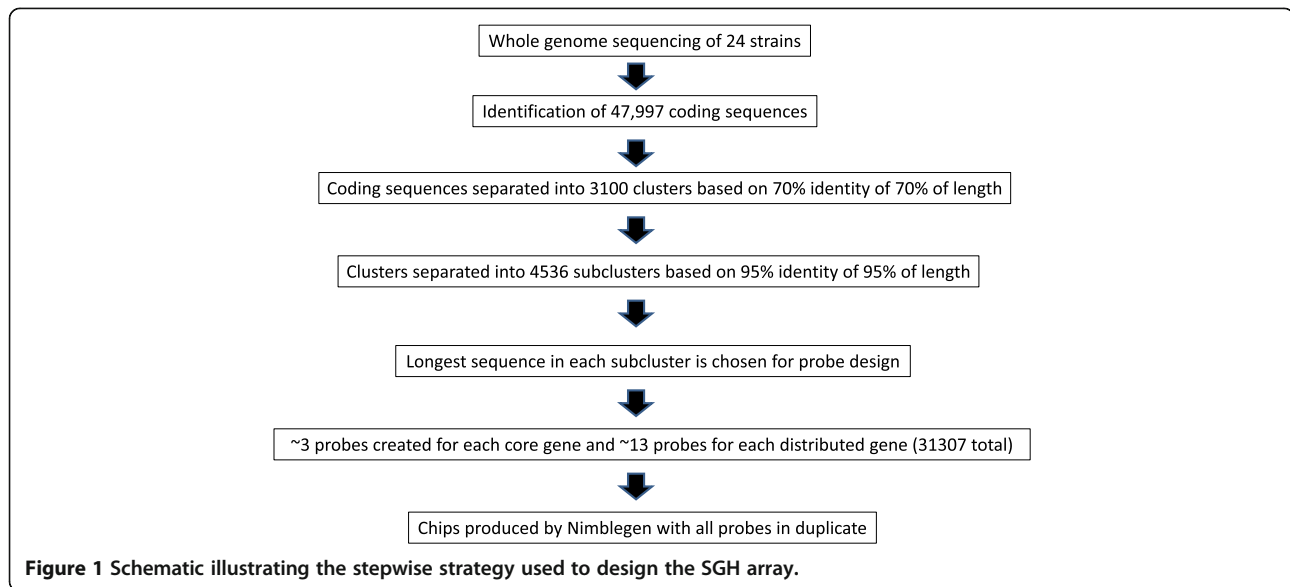 Whole genome sequencing of 24 strains
Identification of 47,997 coding sequences
Coding sequences separated into 3100 clusters based on 70% identity of 70% of length
Clusters separated into 4536 subclusters based on 95% identity of 95% of length
Longest sequence in each subcluster is chosen for probe design
~3 probes created for each core gene and ~13 probes for each distributed gene (31307 total)
Chips produced by Nimblegen with all probes in duplicate
Figure 1 Schematic illustrating the stepwise strategy used to design the SGH array.